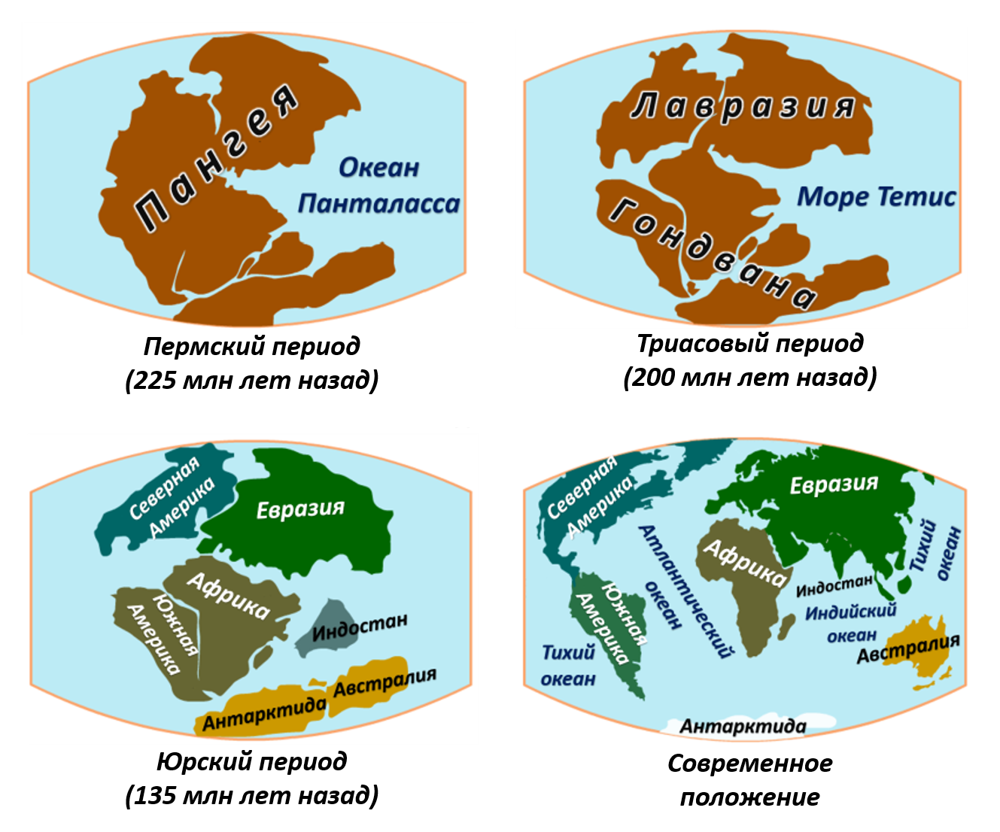 Пангея
Океан
Панталасса
Пермский период
(225 млн лет назад)
Лавразия
Море Тетис
Гондвана
Триасовый период
(200 млн лет назад)
Северная
Америка
Евразия
Африка
Южная
Америка
Индостан
Австралия
Антарктида
Юрский период
(135 млн лет назад)
Северная
Америка
Евразия
Атлантический
океан
Африка
Тихий
океан
Индостан
Южная
Америка
Индийский
океан
Австралия
Тихий
океан
Антарктида
Современное
положение